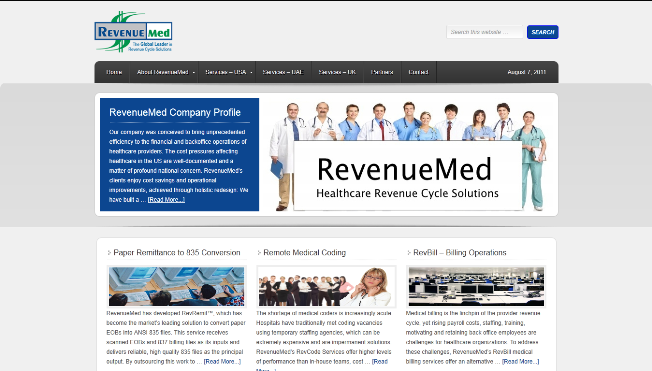 REVENUE Med
The Global Leader in
Revenue Cycle Solutions
Search this website …
SEARCH
Home
About RevenueMed
Services – USA
Services – UAE
Services – UK
Partners
Contact
August 7, 2011
RevenueMed Company Profile
Our company was conceived to bring unprecedented
efficiency to the financial and backoffice operations of
healthcare providers. The cost pressures affecting
healthcare in the US are well-documented and a
matter of profound national concern. RevenueMed's
clients enjoy cost savings and operational
improvements, achieved through holistic redesign. We
have built a … [Read More...]
RevenueMed
Healthcare Revenue Cycle Solutions
Paper Remittance to 835 Conversion
RevenueMed has developed RevRemit™, which has
become the market's leading solution to convert paper
EOBs into ANSI 835 files. This service receives
scanned EOBs and 837 billing files as its inputs and
delivers reliable, high quality 835 files as the principal
output. By outsourcing this work to … [Read More...]
Remote Medical Coding
The shortage of medical coders is increasingly acute.
Hospitals have traditionally met coding vacancies
using temporary staffing agencies, which can be
extremely expensive and are impermanent solutions.
RevenueMed's RevCode Services offer higher levels
of performance than in-house teams, cost … [Read
More...]
RevBill – Billing Operations
Medical billing is the linchpin of the provider revenue
cycle, yet rising payroll costs, staffing, training,
motivating and retaining back office employees are
challenges for healthcare organizations. To address
these challenges, RevenueMed's RevBill medical
billing services offer an alternative … [Read More...]